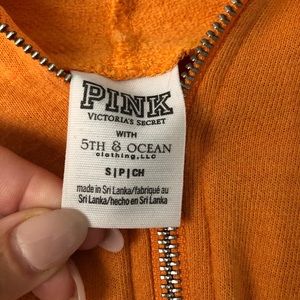 PINK
VICTORIA'S SECRET
WITH
5TH & OCEAN
clothing, LLC
S|P|CH
made in Sri Lanka/fabriqué au
Sri Lanka/hecho en Sri Lanka